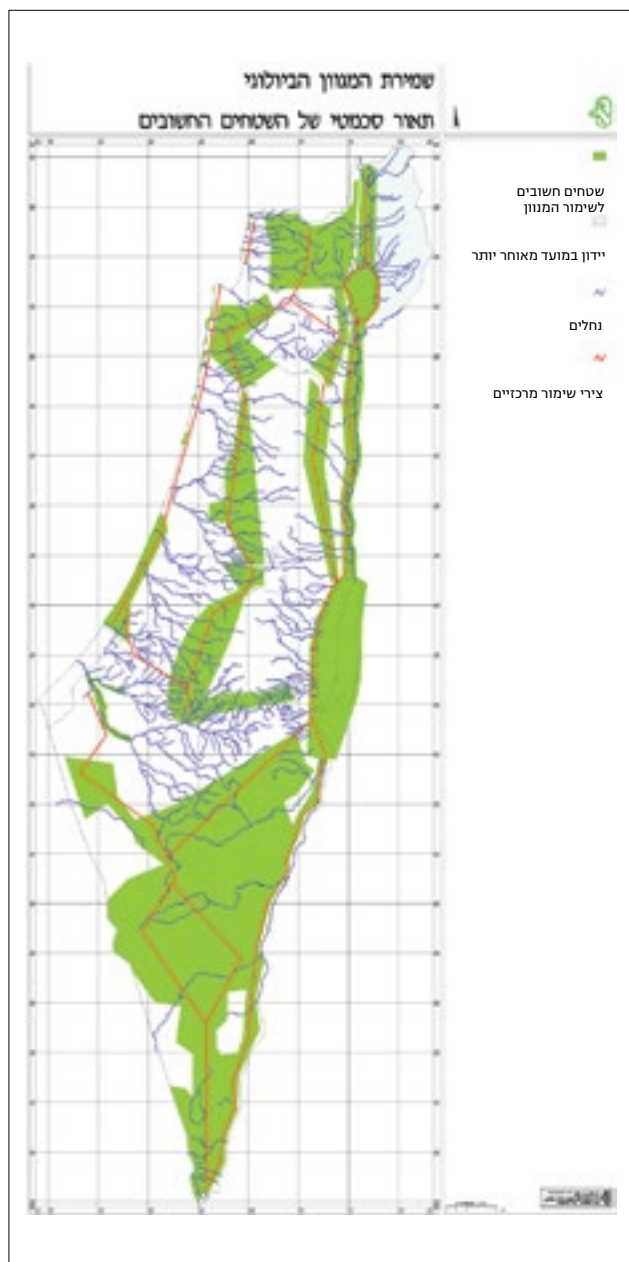 שמירת המגוון הביולוגי
תאור סכמטי של השטחים החשובים
שטחים חשובים
לשימור המגוון
יידון במועד מאוחר יותר
נחלים
צירי שימור מרכזיים